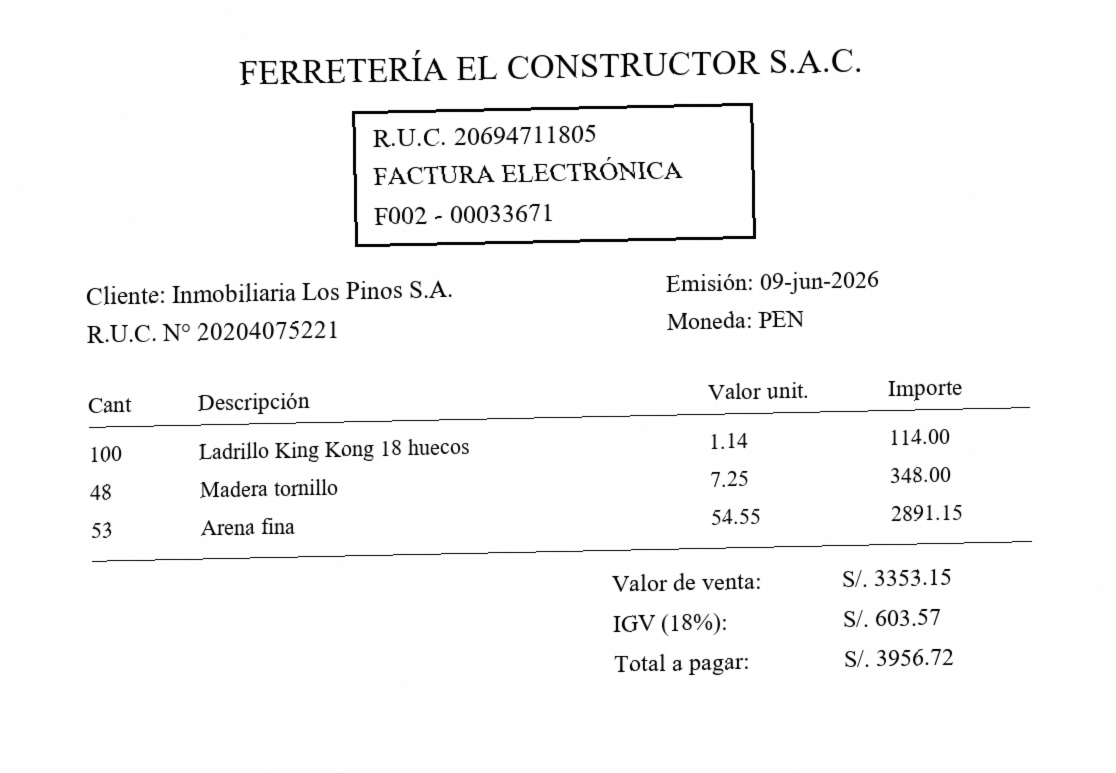 FERRETERÍA EL CONSTRUCTOR S.A.C.
R.U.C. 20694711805
FACTURA ELECTRÓNICA
F002 - 00033671
Cliente: Inmobiliaria Los Pinos S.A.
R.U.C. N° 20204075221
Emisión: 09-jun-2026
Moneda: PEN
Cant Descripción Valor unit. Importe
100 Ladrillo King Kong 18 huecos 1.14 114.00
48 Madera tornillo 7.25 348.00
53 Arena fina 54.55 2891.15
Valor de venta: S/. 3353.15
IGV (18%): S/. 603.57
Total a pagar: S/. 3956.72